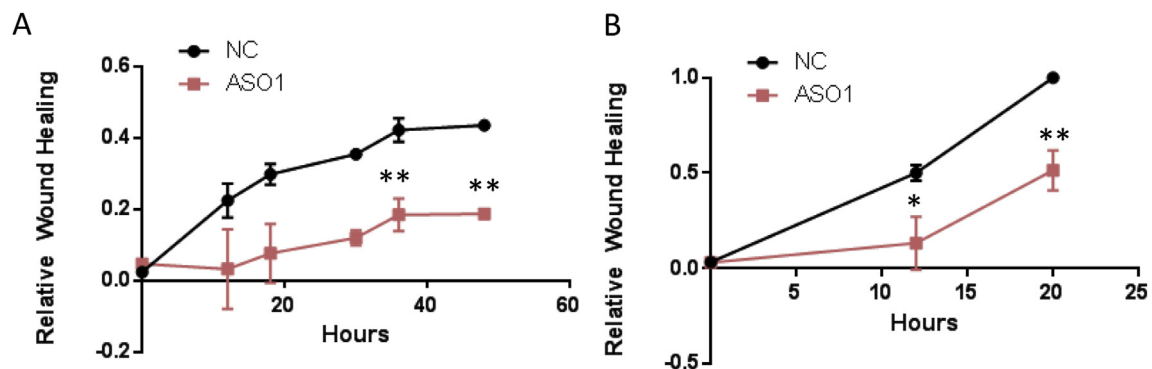 A
NC
ASO1
Relative Wound Healing
0.6
0.4
0.2
0.0
-0.2
** **
20 40 60
Hours
B
NC
ASO1
Relative Wound Healing
1.0
0.5
0.0
-0.5
* **
5 10 15 20 25
Hours